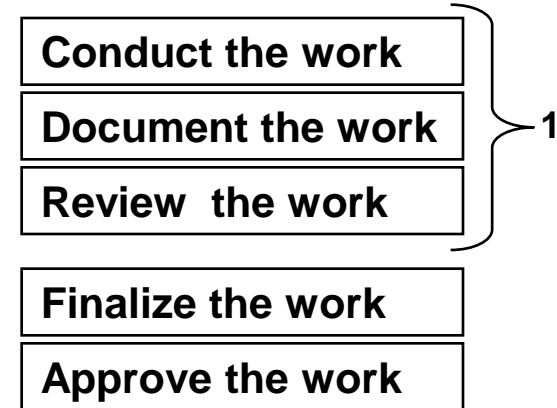 Conduct the work
Document the work
Review the work
1
Finalize the work
Approve the work